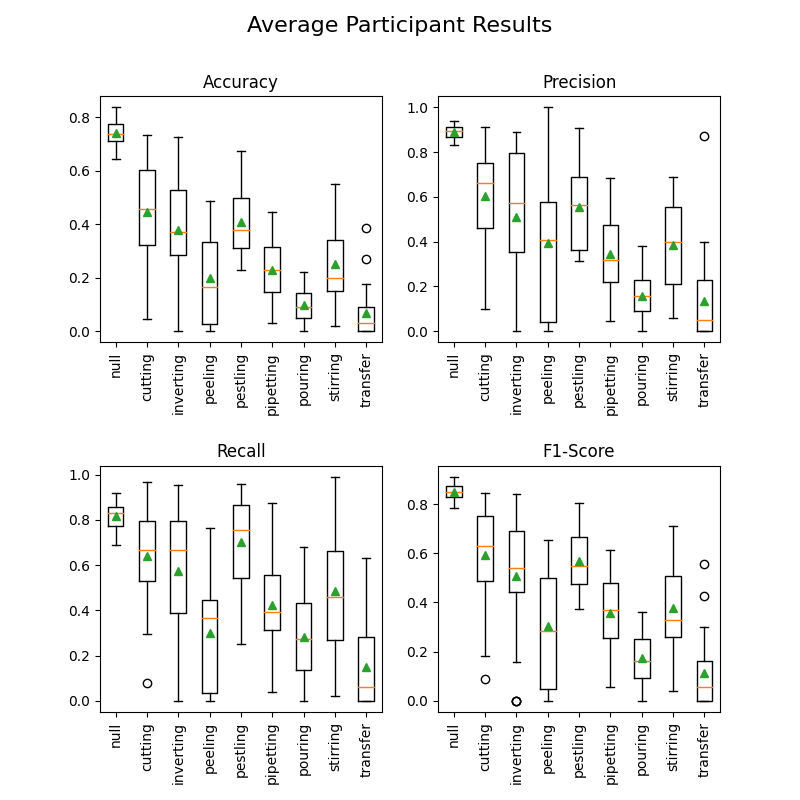 Average Participant Results
Accuracy
0.8
0.6
0.4
0.2
0.0
null
cutting
inverting
peeling
pestling
pipetting
pouring
stirring
transfer
Precision
1.0
0.8
0.6
0.4
0.2
0.0
null
cutting
inverting
peeling
pestling
pipetting
pouring
stirring
transfer
Recall
1.0
0.8
0.6
0.4
0.2
0.0
null
cutting
inverting
peeling
pestling
pipetting
pouring
stirring
transfer
F1-Score
0.8
0.6
0.4
0.2
0.0
null
cutting
inverting
peeling
pestling
pipetting
pouring
stirring
transfer